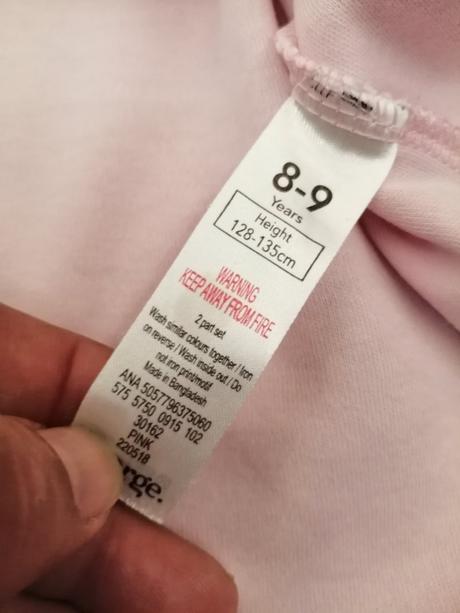 8-9
Years
Height
128-135cm
WARNING
KEEP AWAY FROM FIRE
2 part set
Wash similar colours together / Iron
on reverse / Wash inside out / Do
not iron print/motif
Made in Bangladesh
ANA 5057796375060
575 5750 0915 102
30162
PINK
220518
rge.